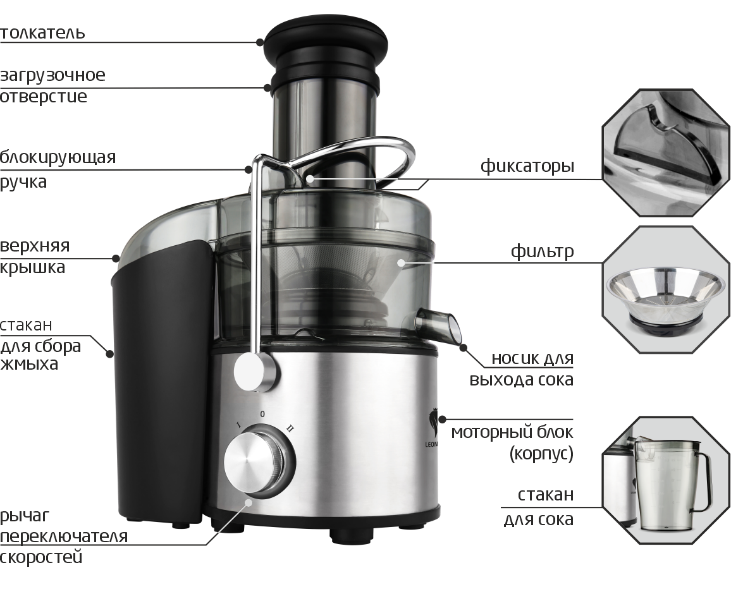 толкатель
загрузочное
отверстие
блокирующая
ручка
верхняя
крышка
стакан
для сбора
жмыха
рычаг
переключателя
скоростей
I O II
фиксаторы
фильтр
носик для
выхода сока
моторный блок
(корпус)
стакан
для сока